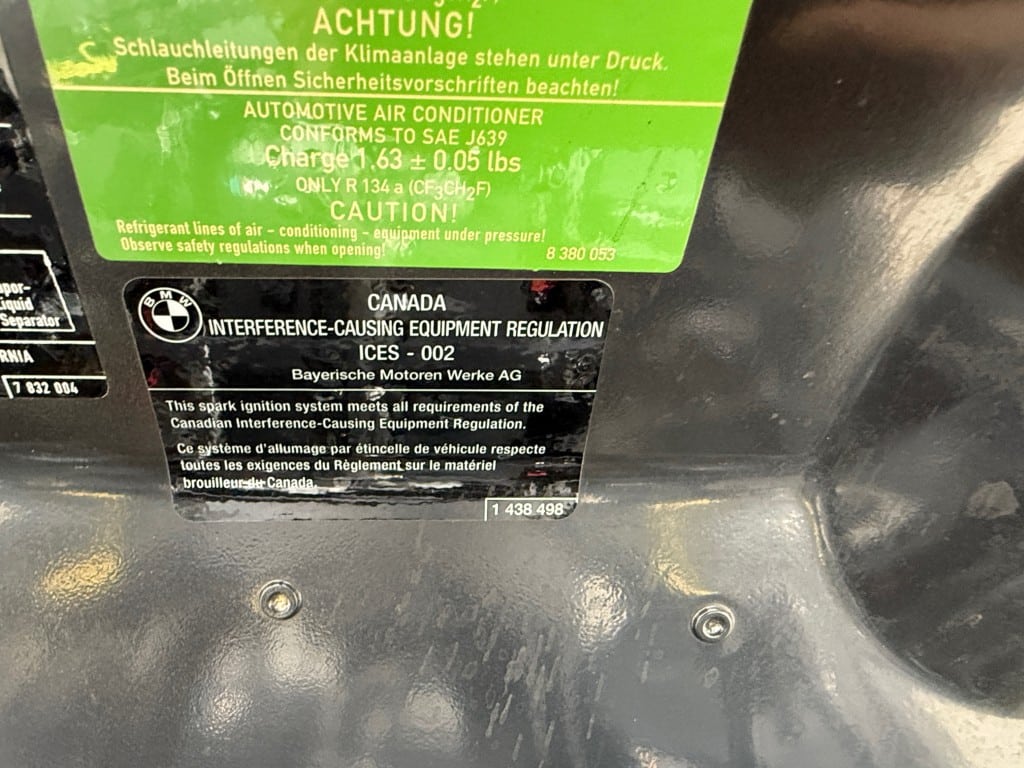 ACHTUNG!
Schlauchleitungen der Klimaanlage stehen unter Druck.
Beim Öffnen Sicherheitsvorschriften beachten!
AUTOMOTIVE AIR CONDITIONER
CONFORMS TO SAE J639
Charge 1.63 ± 0.05 lbs
ONLY R 134 a (CF₃CH₂F)
CAUTION!
Refrigerant lines of air - conditioning - equipment under pressure!
Observe safety regulations when opening!
8 380 053
Liquid
Separator
7 832 004
BMW
CANADA
INTERFERENCE-CAUSING EQUIPMENT REGULATION
ICES - 002
Bayerische Motoren Werke AG
This spark ignition system meets all requirements of the
Canadian Interference-Causing Equipment Regulation.
Ce système d'allumage par étincelle de véhicule respecte
toutes les exigences du Règlement sur le matériel
brouilleur du Canada.
1 438 498